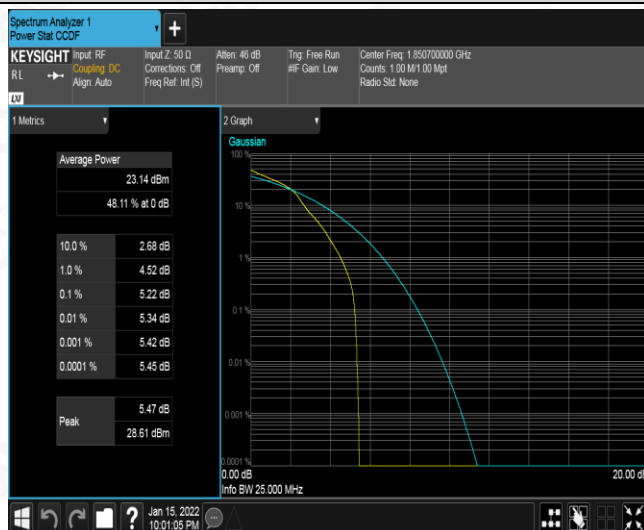 Spectrum Analyzer 1
Power Stat CCDF
KEYSIGHT
RL
LXI
Input: RF
Coupling: DC
Align: Auto
Input Z: 50 Ω
Corrections: Off
Freq Ref: Int (S)
Atten: 46 dB
Preamp: Off
Trig: Free Run
#IF Gain: Low
Center Freq: 1.850700000 GHz
Counts: 1.00 M/1.00 Mpt
Radio Std: None
1 Metrics
Average Power
23.14 dBm
48.11 % at 0 dB
10.0 % 2.68 dB
1.0 % 4.52 dB
0.1 % 5.22 dB
0.01 % 5.34 dB
0.001 % 5.42 dB
0.0001 % 5.45 dB
Peak
5.47 dB
28.61 dBm
2 Graph
Gaussian
100 %
10 %
1 %
0.1 %
0.01 %
0.001 %
0.0001 %
0.00 dB
20.00 dB
Info BW 25.000 MHz
?
Jan 15, 2022
10:01:05 PM